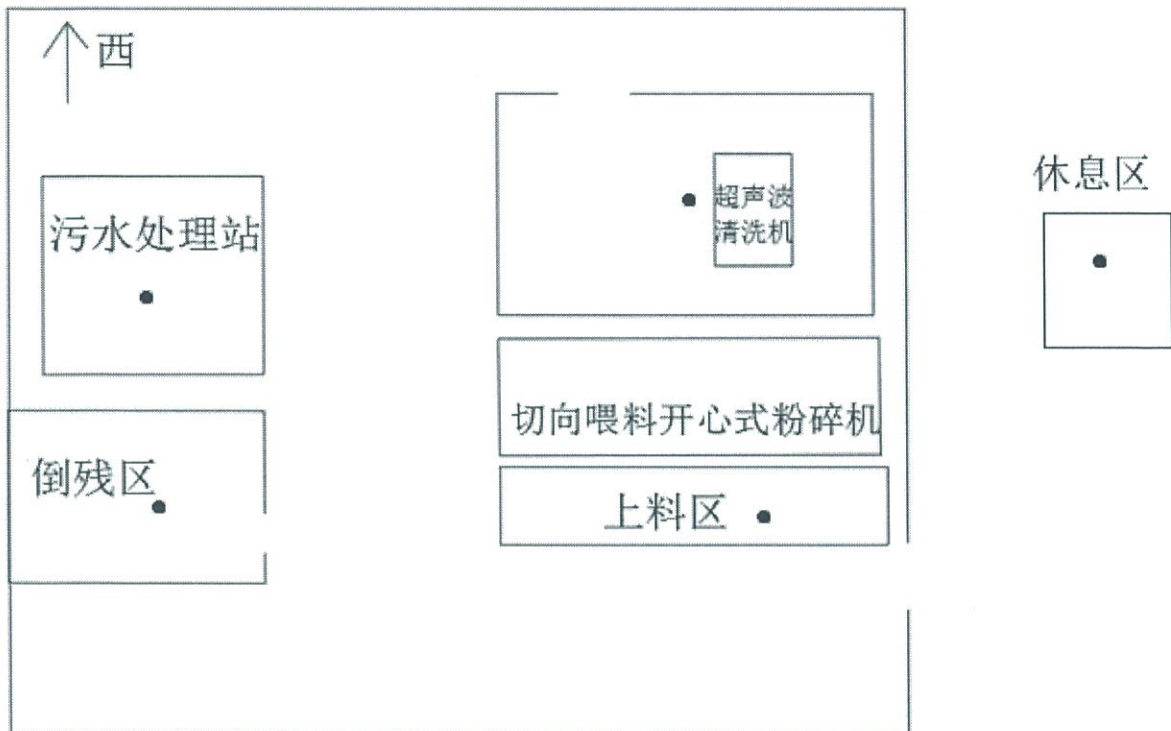 西
休息区
超声波
清洗机
污水处理站
切向喂料开心式粉碎机
倒残区
上料区